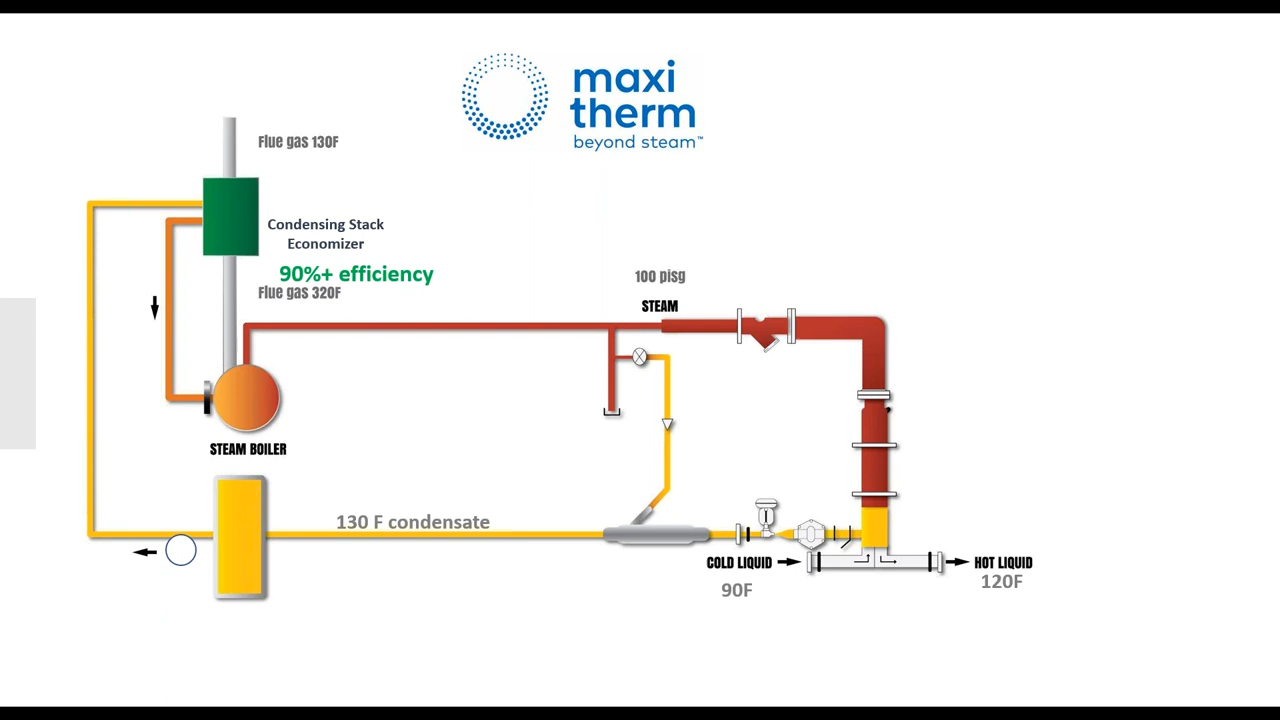 maxi
therm
beyond steam™
Flue gas 130F
Condensing Stack
Economizer
90%+ efficiency
Flue gas 320F
100 pisg
STEAM
STEAM BOILER
130 F condensate
COLD LIQUID
90F
HOT LIQUID
120F